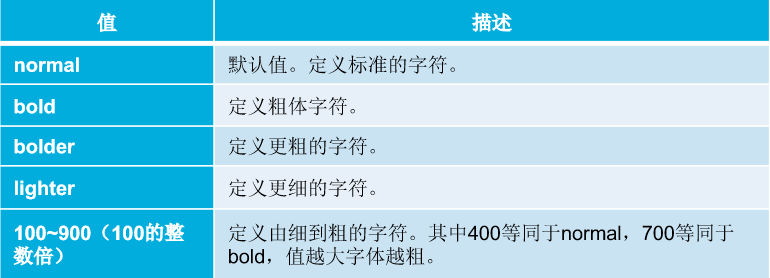 值 描述
normal 默认值。定义标准的字符。
bold 定义粗体字符。
bolder 定义更粗的字符。
lighter 定义更细的字符。
100~900（100的整
数倍）
定义由细到粗的字符。其中400等同于normal，700等同于
bold，值越大字体越粗。